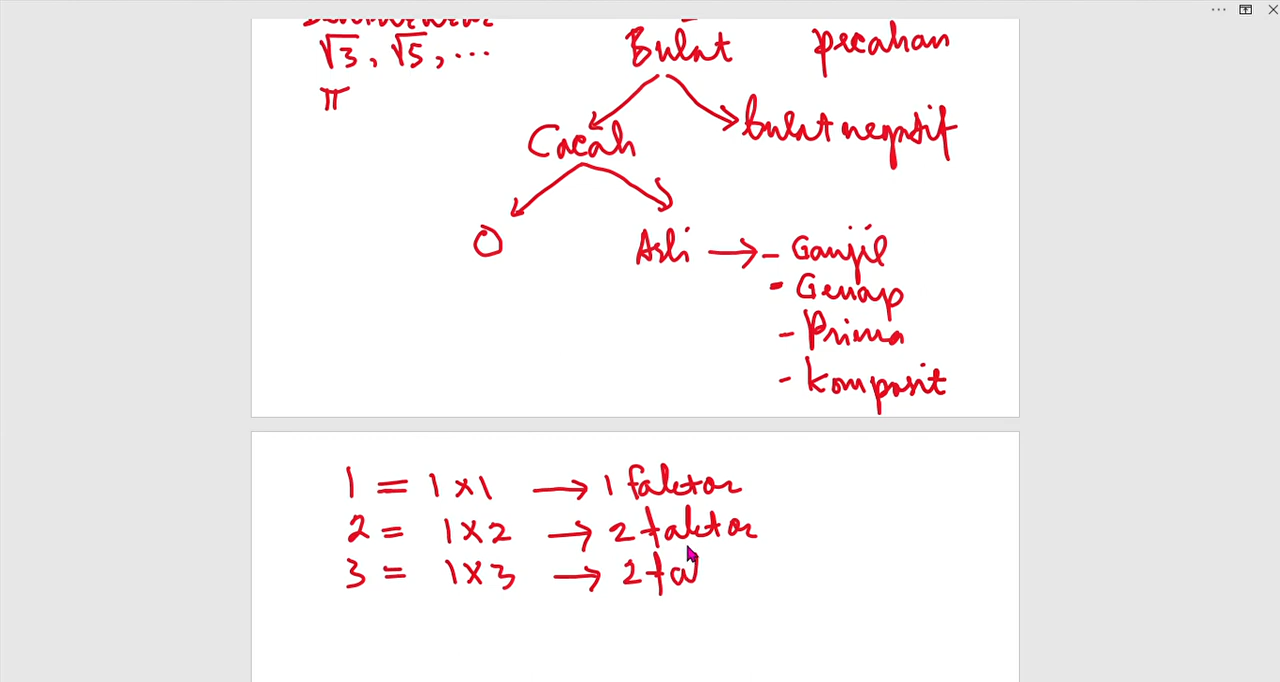 √3, √5, ...
π
Bulat pecahan
Cacah bulat negatif
0 Asli → - Ganjil
- Genap
- Prima
- Komposit
1 = 1 x 1 → 1 faktor
2 = 1 x 2 → 2 faktor
3 = 1 x 3 → 2 fa